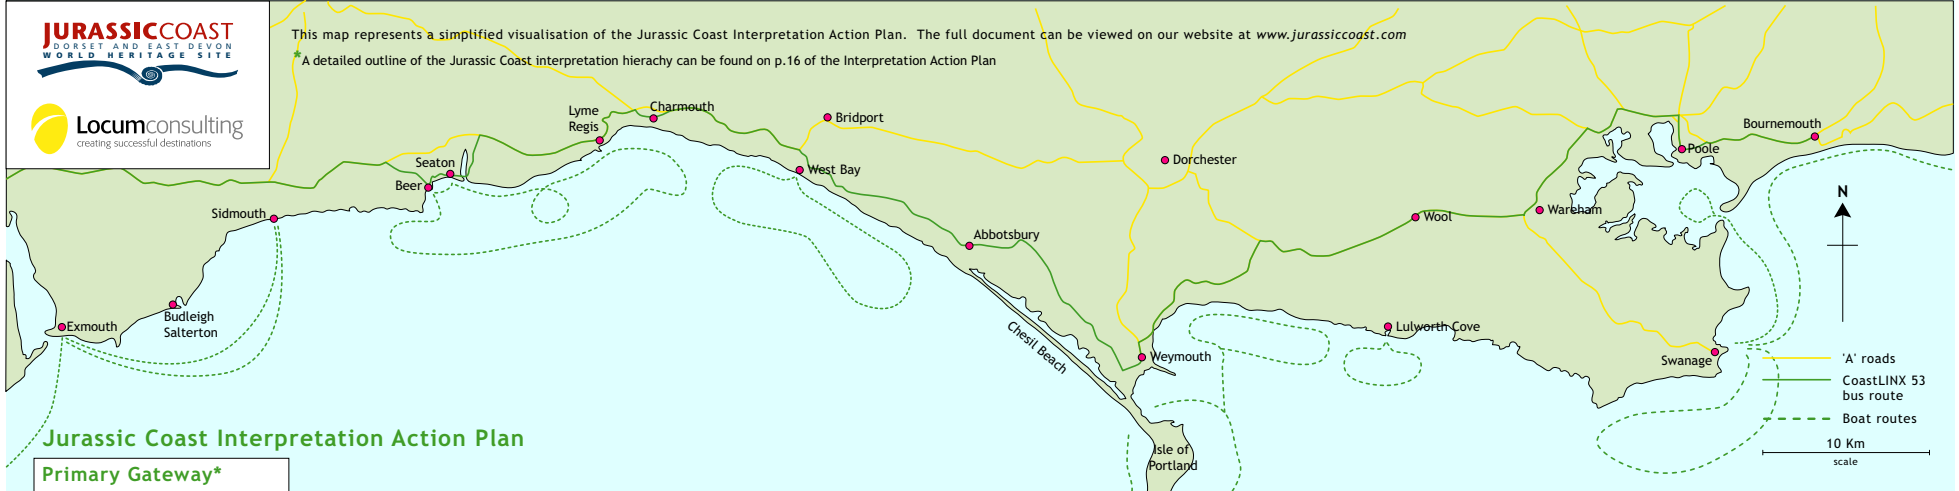 JURASSICCOAST
DORSET AND EAST DEVON
WORLD HERITAGE SITE
Locumconsulting
creating successful destinations
This map represents a simplified visualisation of the Jurassic Coast Interpretation Action Plan. The full document can be viewed on our website at www.jurassiccoast.com
*A detailed outline of the Jurassic Coast interpretation hierachy can be found on p.16 of the Interpretation Action Plan
Lyme
Regis
Charmouth
Bridport
Bournemouth
Poole
Seaton
Beer
West Bay
Dorchester
N
Sidmouth
Abbotsbury
Wool
Wareham
Budleigh
Salterton
Exmouth
Chesil Beach
Weymouth
Lulworth Cove
Swanage
'A' roads
CoastLINX 53
bus route
Boat routes
10 Km
scale
Isle of
Portland
Jurassic Coast Interpretation Action Plan
Primary Gateway*